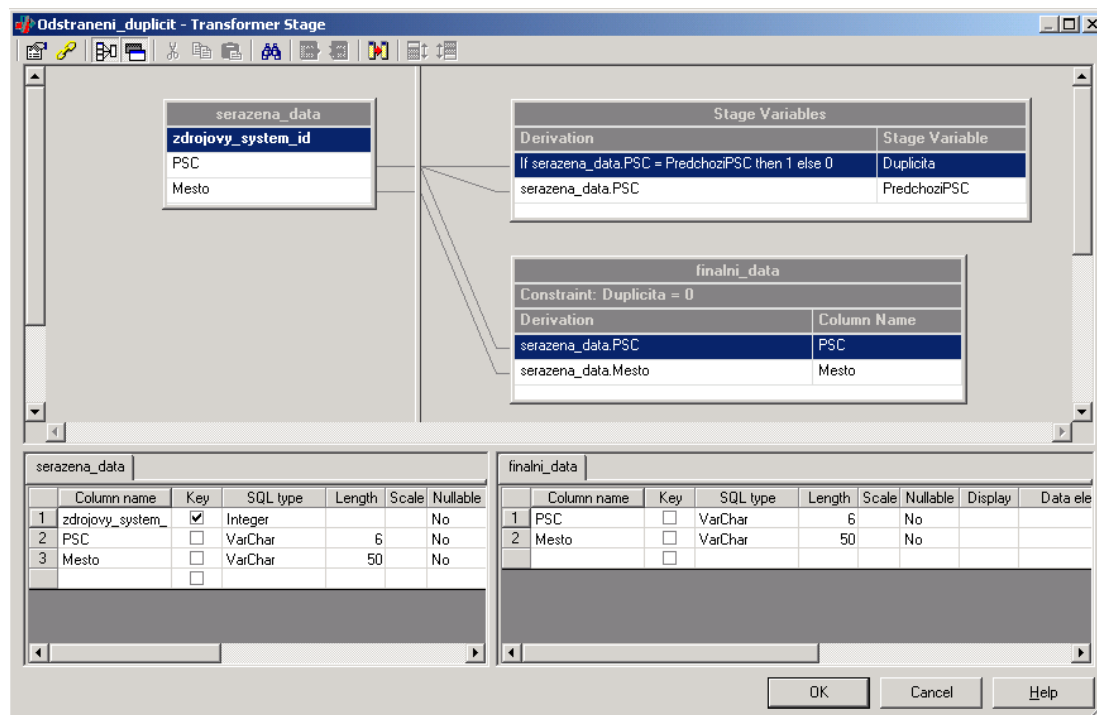 Odstraneni_duplicit - Transformer Stage
serazena_data
zdrojovy_system_id
PSC
Mesto
Stage Variables
Derivation Stage Variable
If serazena_data.PSC = PredchoziPSC then 1 else 0 Duplicita
serazena_data.PSC PredchoziPSC
finalni_data
Constraint: Duplicita = 0
Derivation Column Name
serazena_data.PSC PSC
serazena_data.Mesto Mesto
serazena_data
Column name Key SQL type Length Scale Nullable
1 zdrojovy_system_ Integer No
2 PSC VarChar 6 No
3 Mesto VarChar 50 No
finalni_data
Column name Key SQL type Length Scale Nullable Display Data ele
1 PSC VarChar 6 No
2 Mesto VarChar 50 No
OK Cancel Help